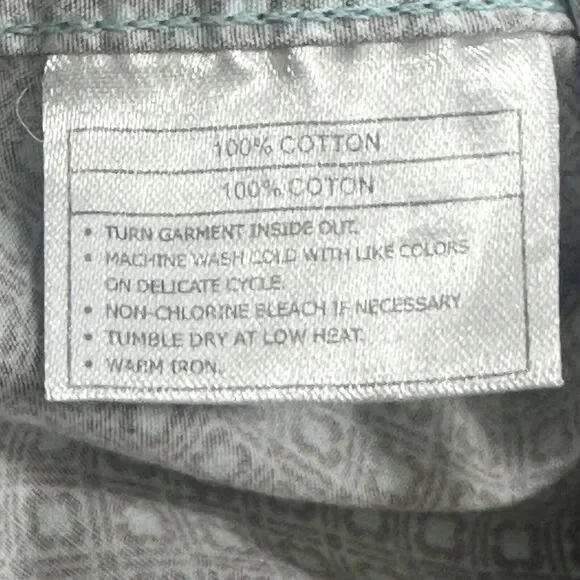 100% COTTON
100% COTON
• TURN GARMENT INSIDE OUT.
• MACHINE WASH COLD WITH LIKE COLORS
ON DELICATE CYCLE.
• NON-CHLORINE BLEACH IF NECESSARY
• TUMBLE DRY AT LOW HEAT.
• WARM IRON.